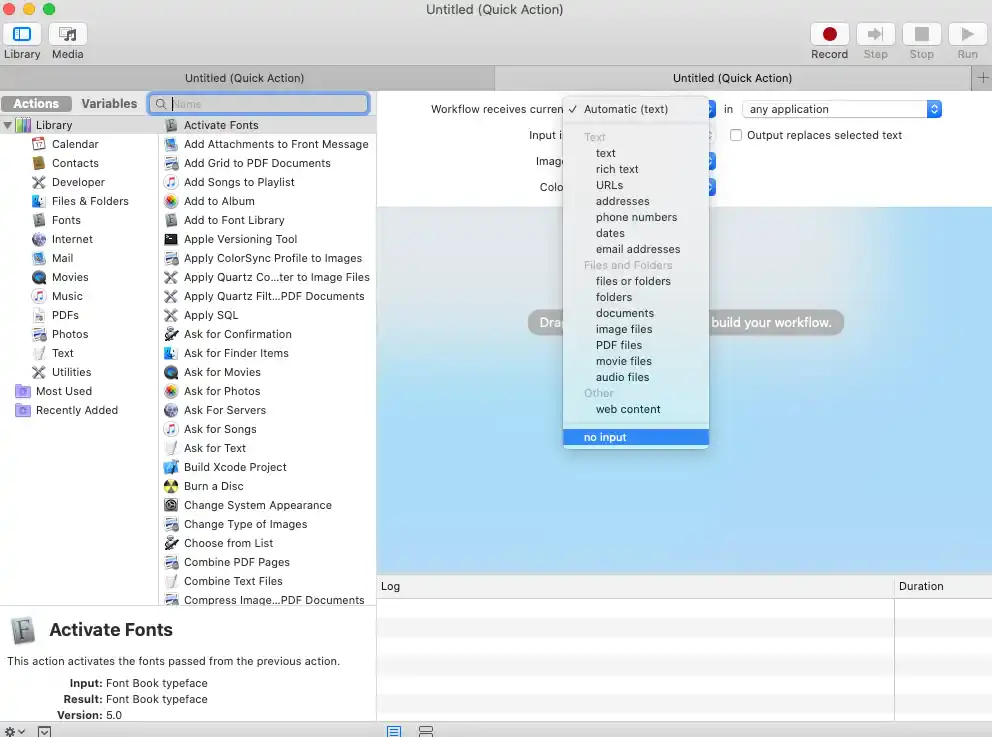 Untitled (Quick Action)
Library
Media
Record
Step
Stop
Run
Untitled (Quick Action)
Untitled (Quick Action)
Actions
Variables
Name
Library
Calendar
Contacts
Developer
Files & Folders
Fonts
Internet
Mail
Movies
Music
PDFs
Photos
Text
Utilities
Most Used
Recently Added
Activate Fonts
Add Attachments to Front Message
Add Grid to PDF Documents
Add Songs to Playlist
Add to Album
Add to Font Library
Apple Versioning Tool
Apply ColorSync Profile to Images
Apply Quartz Co...ter to Image Files
Apply Quartz Filt...PDF Documents
Apply SQL
Ask for Confirmation
Ask for Finder Items
Ask for Movies
Ask for Photos
Ask For Servers
Ask for Songs
Ask for Text
Build Xcode Project
Burn a Disc
Change System Appearance
Change Type of Images
Choose from List
Combine PDF Pages
Combine Text Files
Compress Image...PDF Documents
Activate Fonts
This action activates the fonts passed from the previous action.
Input: Font Book typeface
Result: Font Book typeface
Version: 5.0
Workflow receives curren
✓ Automatic (text)
in
any application
Input i
Output replaces selected text
Imag
Colo
Text
text
rich text
URLs
addresses
phone numbers
dates
email addresses
Files and Folders
files or folders
folders
documents
image files
PDF files
movie files
audio files
Other
web content
no input
Drag
build your workflow.
Log
Duration